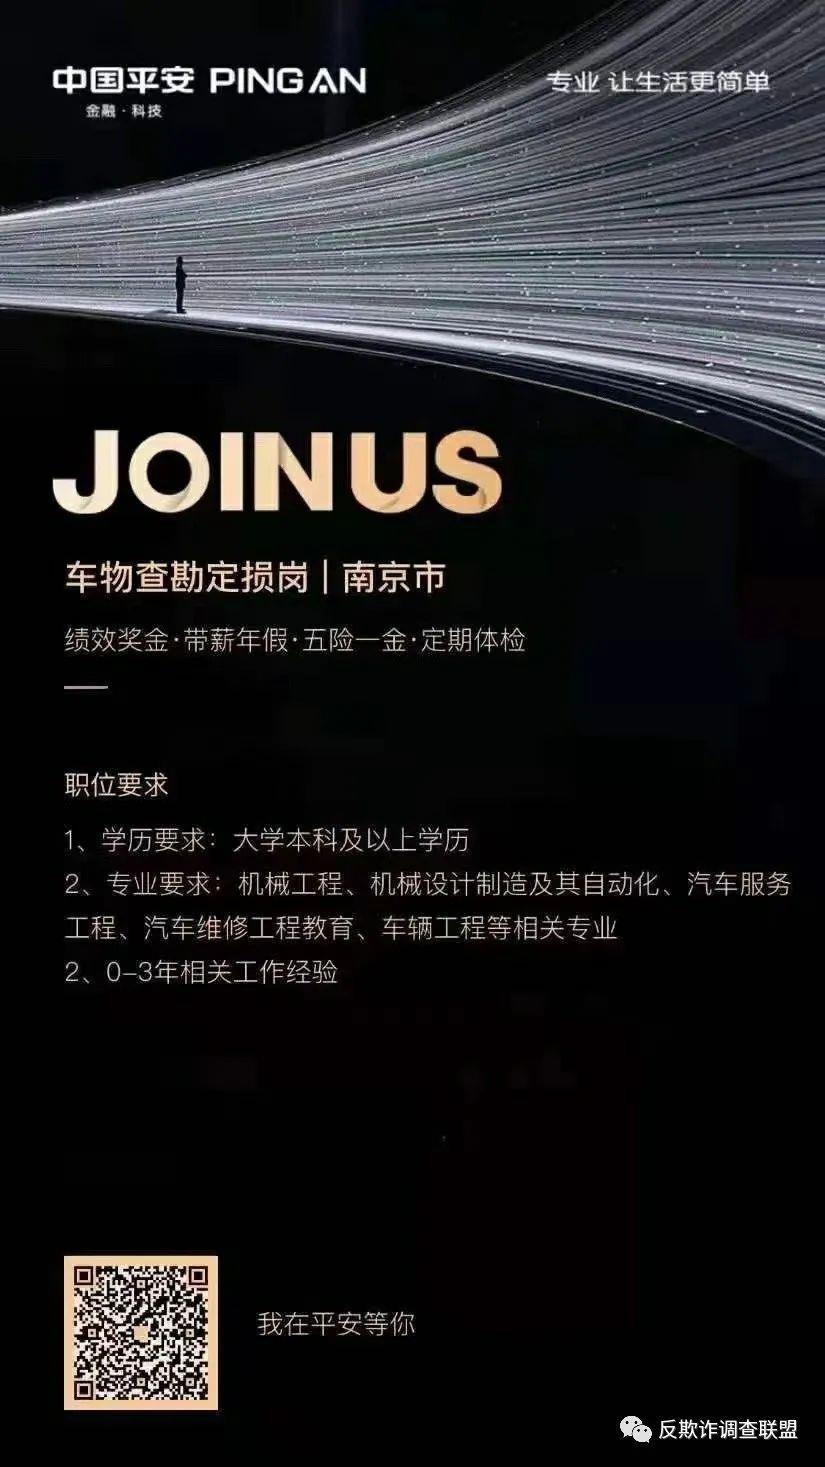 中国平安 PING AN
金融·科技
专业 让生活更简单
JOIN US
车物查勘定损岗 | 南京市
绩效奖金·带薪年假·五险一金·定期体检
职位要求
1、学历要求：大学本科及以上学历
2、专业要求：机械工程、机械设计制造及其自动化、汽车服务
工程、汽车维修工程教育、车辆工程等相关专业
2、0-3年相关工作经验
我在平安等你
反欺诈调查联盟